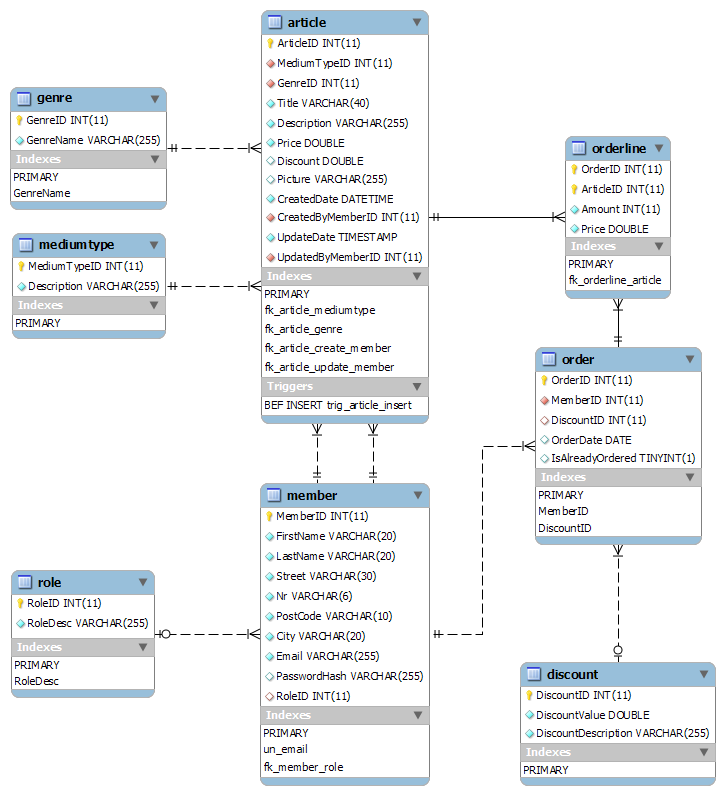 article
ArticleID INT(11)
MediumTypeID INT(11)
GenreID INT(11)
Title VARCHAR(40)
Description VARCHAR(255)
Price DOUBLE
Discount DOUBLE
Picture VARCHAR(255)
CreatedDate DATETIME
CreatedByMemberID INT(11)
UpdateDate TIMESTAMP
UpdatedByMemberID INT(11)
Indexes
PRIMARY
fk_article_mediumtype
fk_article_genre
fk_article_create_member
fk_article_update_member
Triggers
BEF INSERT trig_article_insert
genre
GenreID INT(11)
GenreName VARCHAR(255)
Indexes
PRIMARY
GenreName
mediumtype
MediumTypeID INT(11)
Description VARCHAR(255)
Indexes
PRIMARY
orderline
OrderID INT(11)
ArticleID INT(11)
Amount INT(11)
Price DOUBLE
Indexes
PRIMARY
fk_orderline_article
order
OrderID INT(11)
MemberID INT(11)
DiscountID INT(11)
OrderDate DATE
IsAlreadyOrdered TINYINT(1)
Indexes
PRIMARY
MemberID
DiscountID
member
MemberID INT(11)
FirstName VARCHAR(20)
LastName VARCHAR(20)
Street VARCHAR(30)
Nr VARCHAR(6)
PostCode VARCHAR(10)
City VARCHAR(20)
Email VARCHAR(255)
PasswordHash VARCHAR(255)
RoleID INT(11)
Indexes
PRIMARY
un_email
fk_member_role
role
RoleID INT(11)
RoleDesc VARCHAR(255)
Indexes
PRIMARY
RoleDesc
discount
DiscountID INT(11)
DiscountValue DOUBLE
DiscountDescription VARCHAR(255)
Indexes
PRIMARY